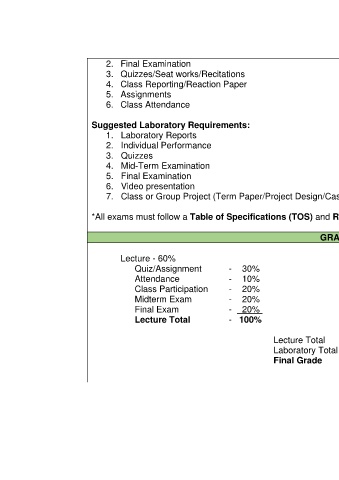 2. Final Examination
3. Quizzes/Seat works/Recitations
4. Class Reporting/Reaction Paper
5. Assignments
6. Class Attendance
Suggested Laboratory Requirements:
1. Laboratory Reports
2. Individual Performance
3. Quizzes
4. Mid-Term Examination
5. Final Examination
6. Video presentation
7. Class or Group Project (Term Paper/Project Design/Cas
*All exams must follow a Table of Specifications (TOS) and R
GRA
Lecture - 60%
Quiz/Assignment - 30%
Attendance - 10%
Class Participation - 20%
Midterm Exam - 20%
Final Exam - 20%
Lecture Total - 100%
Lecture Total
Laboratory Total
Final Grade